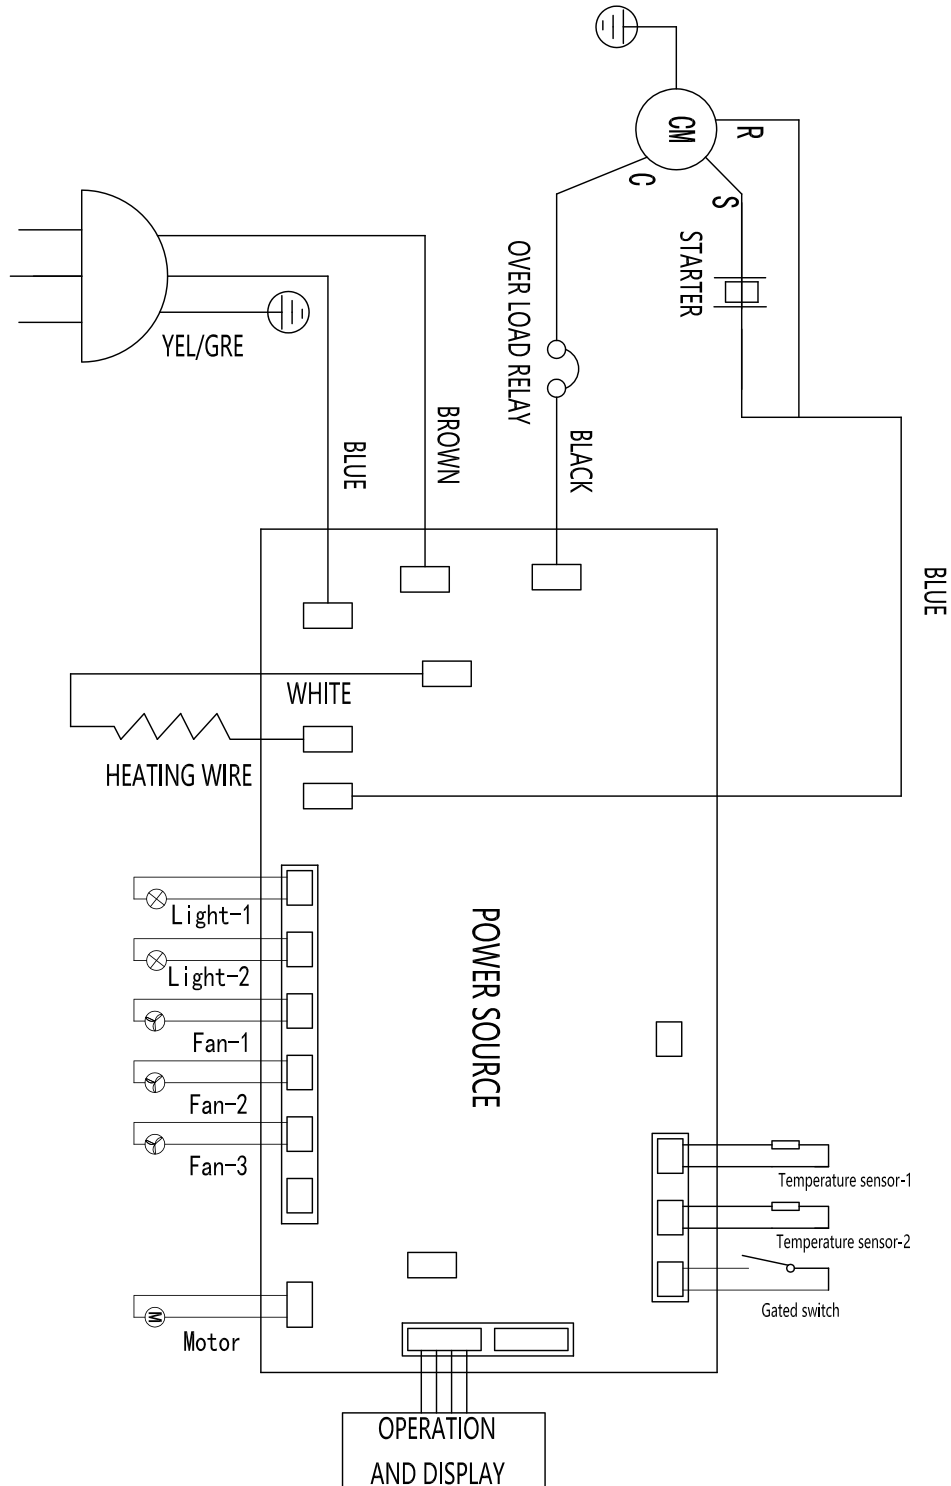 CM
R
C
S
STARTER
OVER LOAD RELAY
YEL/GRE
BROWN
BLUE
BLACK
BLUE
WHITE
HEATING WIRE
Light-1
Light-2
Fan-1
Fan-2
Fan-3
POWER SOURCE
Temperature sensor-1
Temperature sensor-2
Gated switch
M
Motor
OPERATION
AND DISPLAY